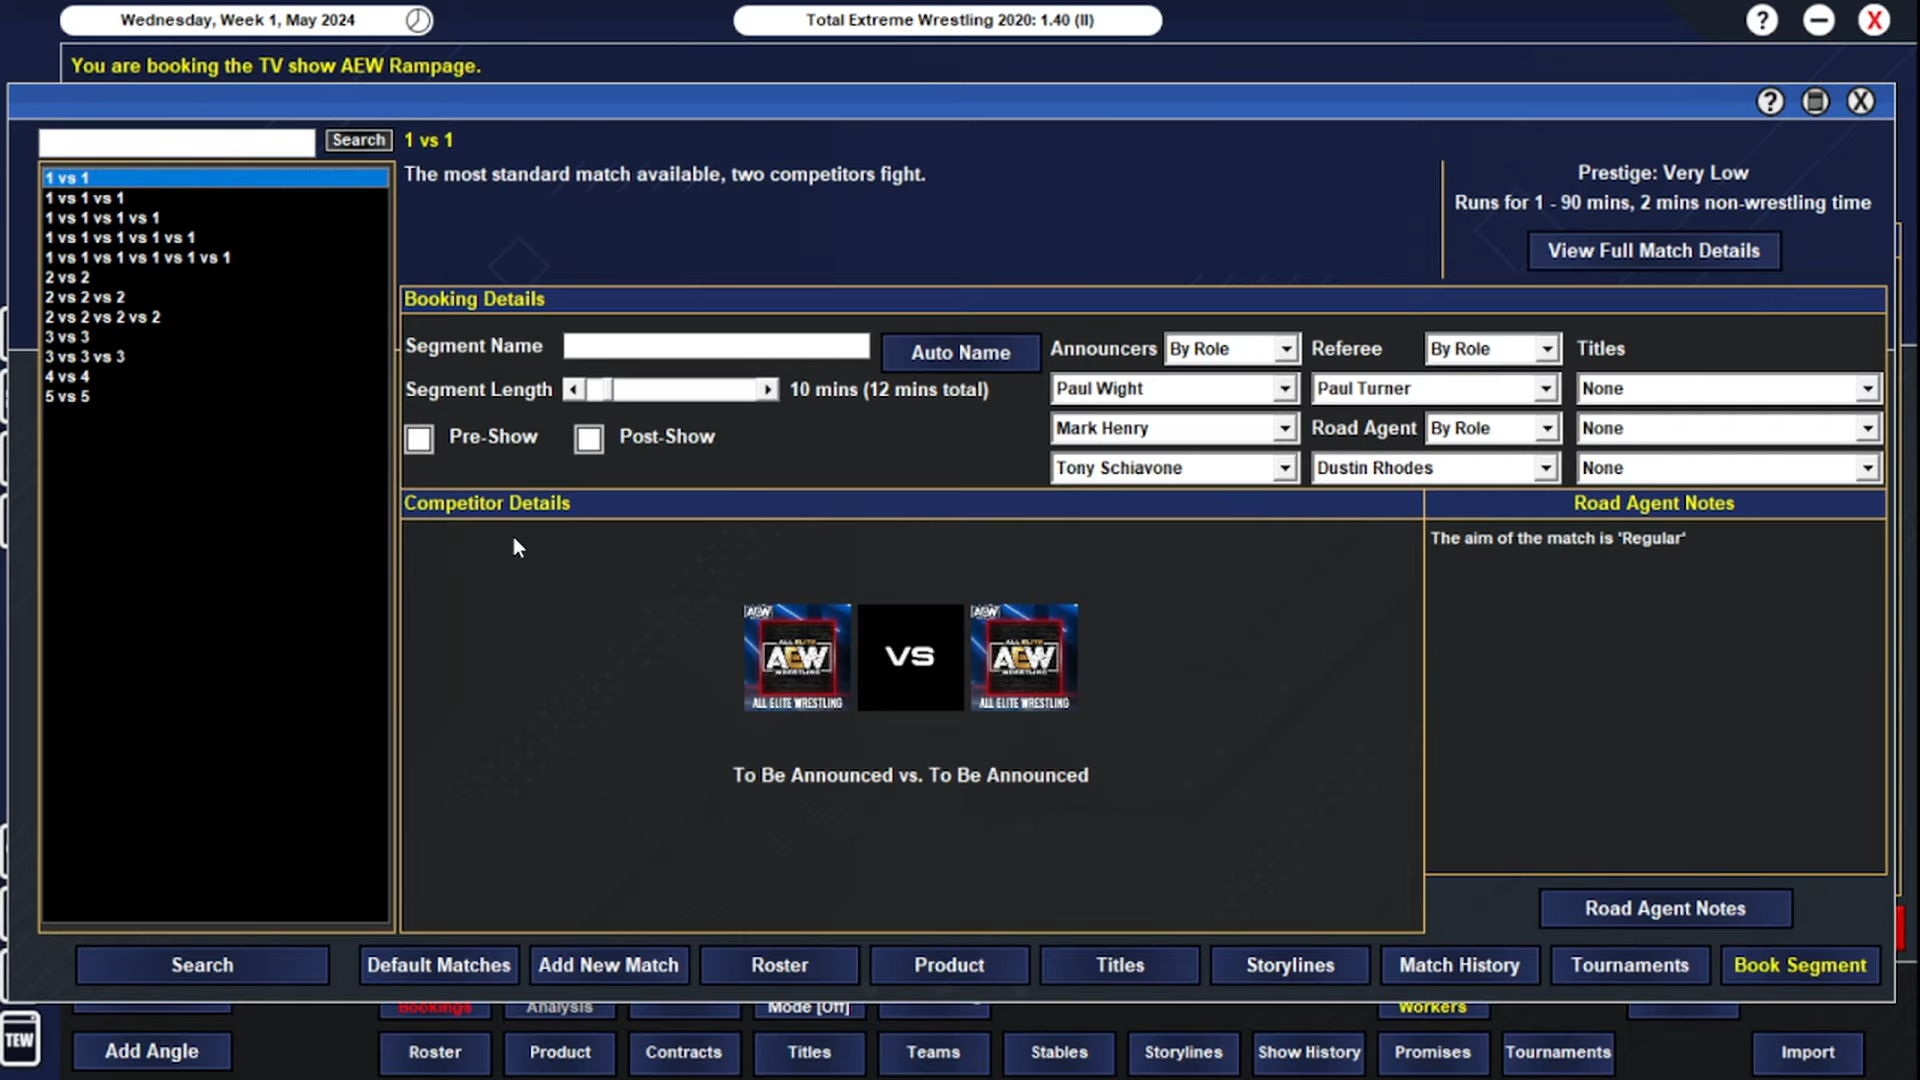 Wednesday, Week 1, May 2024
Total Extreme Wrestling 2020: 1.40 (II)
?
X
You are booking the TV show AEW Rampage.
?
X
Search
1 vs 1
The most standard match available, two competitors fight.
Prestige: Very Low
Runs for 1 - 90 mins, 2 mins non-wrestling time
View Full Match Details
1 vs 1
1 vs 1 vs 1
1 vs 1 vs 1 vs 1
1 vs 1 vs 1 vs 1 vs 1
1 vs 1 vs 1 vs 1 vs 1 vs 1
2 vs 2
2 vs 2 vs 2
2 vs 2 vs 2 vs 2
3 vs 3
3 vs 3 vs 3
4 vs 4
5 vs 5
Booking Details
Segment Name
Auto Name
Announcers By Role
Referee By Role
Titles
Segment Length
10 mins (12 mins total)
Paul Wight
Paul Turner
None
Pre-Show
Post-Show
Mark Henry
Road Agent By Role
None
Tony Schiavone
Dustin Rhodes
None
Competitor Details
Road Agent Notes
The aim of the match is 'Regular'
AEW
ALL ELITE
AEW
WRESTLING
ALL ELITE WRESTLING
VS
AEW
ALL ELITE
AEW
WRESTLING
ALL ELITE WRESTLING
To Be Announced vs. To Be Announced
Road Agent Notes
Search
Default Matches
Add New Match
Roster
Product
Titles
Storylines
Match History
Tournaments
Book Segment
Bookings
Analysis
Mode [Off]
Workers
TEW
Add Angle
Roster
Product
Contracts
Titles
Teams
Stables
Storylines
Show History
Promises
Tournaments
Import